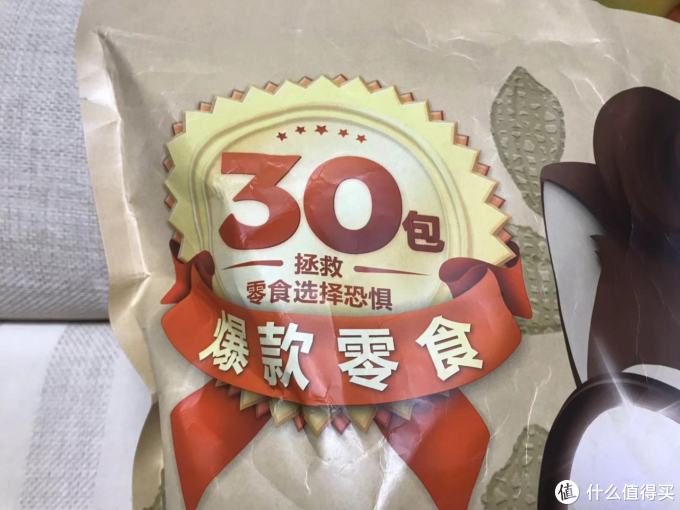 30包
拯救
零食选择恐惧
爆款零食
值 什么值得买